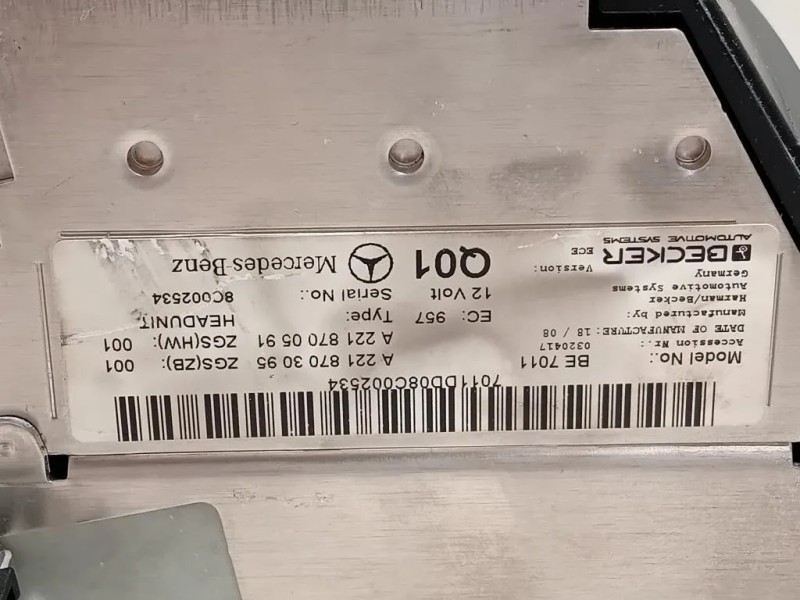 7011DD08C002534
Model No.: BE 7011 A 221 870 30 95 ZGS(ZB): 001
Accession Nr.: 0320417 A 221 870 05 91 ZGS(HW): 001
DATE OF MANUFACTURE: 18 / 08 EC: 957 Type: HEADUNIT
Manufactured by:
Harman/Becker 12 Volt Serial No.: 8C002534
Automotive Systems
Germany Version: Q01 Mercedes-Benz
ECE
BECKER
AUTOMOTIVE SYSTEMS